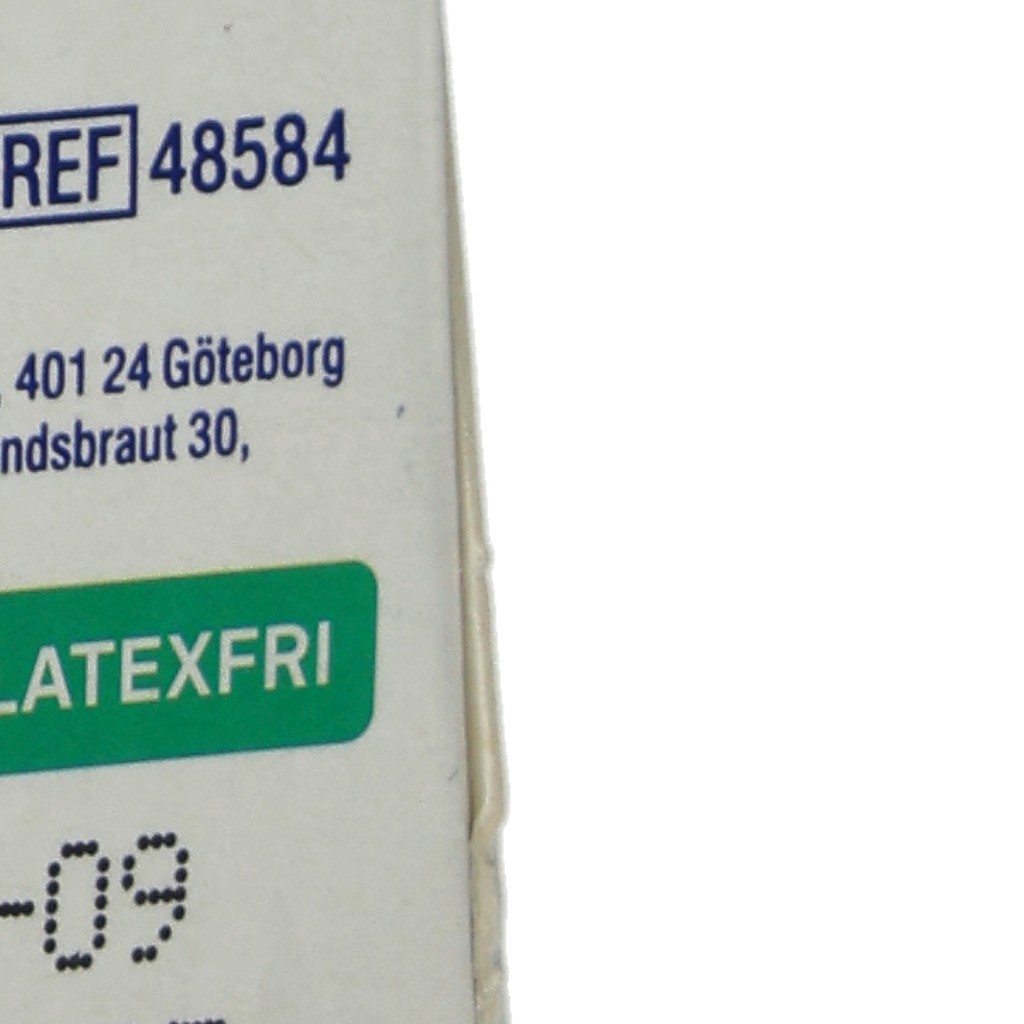 REF 48584
, 401 24 Göteborg
ndsbraut 30,
LATEXFRI
-09